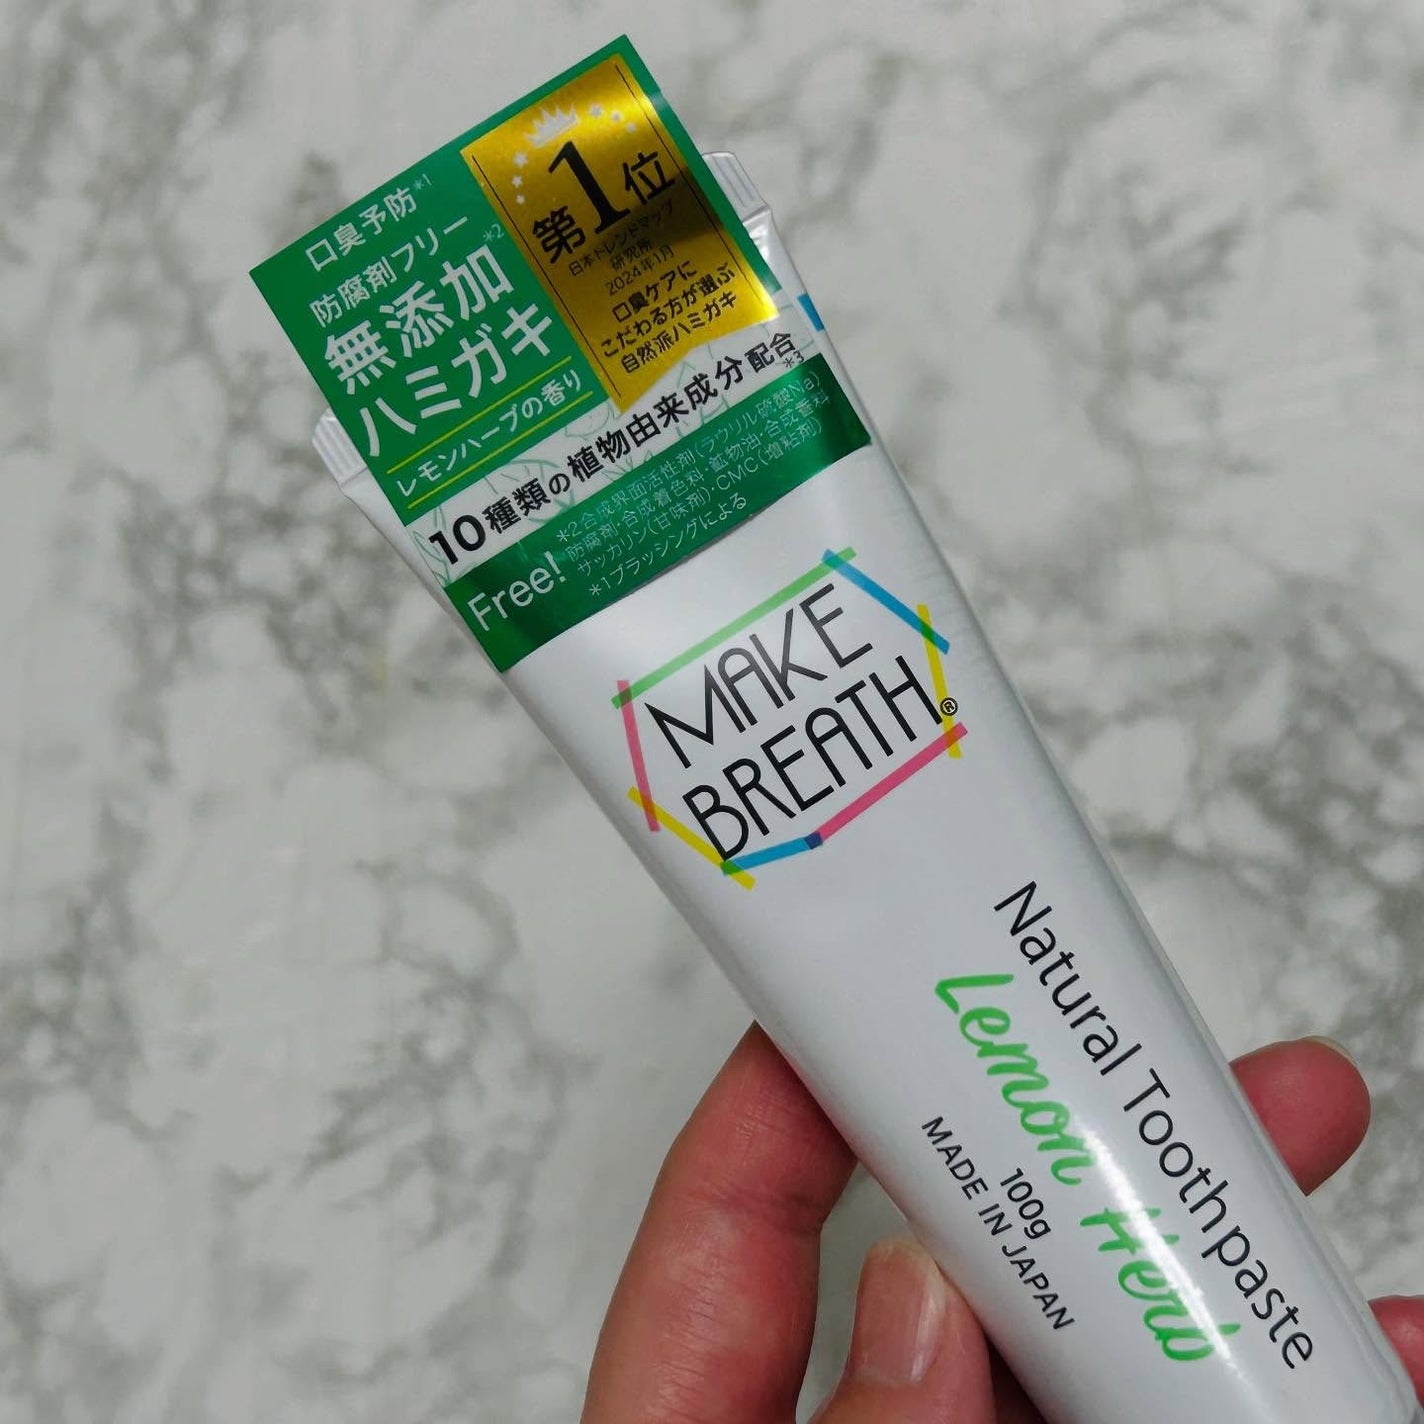 口臭予防*1
防腐剤フリー
無添加*2
ハミガキ
レモンハーブの香り
第1位
日本トレンドマップ
研究所
2024年1月
口臭ケアに
こだわる方が選ぶ
自然派ハミガキ
10種類の植物由来成分配合*3
Free!
*2合成界面活性剤(ラウリル硫酸Na)
防腐剤・合成着色料・鉱物油・合成香料
サッカリン(甘味剤)・CMC(増粘剤)
*1ブラッシングによる
MAKE
BREATH®
Natural Toothpaste
Lemon Herb
100g
MADE IN JAPAN